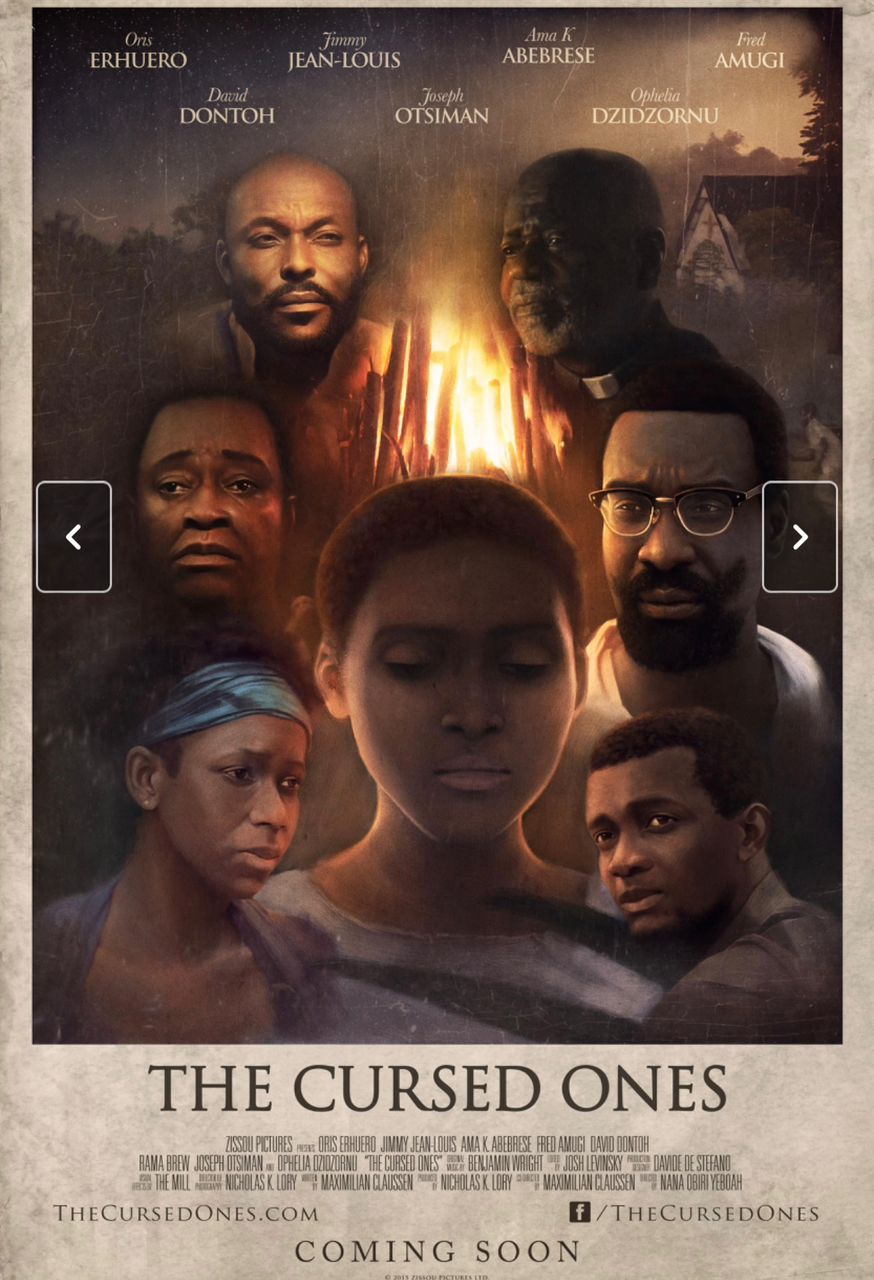 Oris Jimmy Ama K Fred
ERHUERO JEAN-LOUIS ABEBRESE AMUGI
David Joseph Ophelia
DONTOH OTSIMAN DZIDZORNU
THE CURSED ONES
ZISSOU PICTURES PRESENTS ORIS ERHUERO JIMMY JEAN-LOUIS AMA K. ABEBRESE FRED AMUGI DAVID DONTOH
RAMA BREW JOSEPH OTSIMAN AND OPHELIA DZIDZORNU "THE CURSED ONES" ORIGINAL MUSIC BY BENJAMIN WRIGHT EDITED BY JOSH LEVINSKY PRODUCTION DESIGNER DAVIDE DE STEFANO
VISUAL EFFECTS BY THE MILL DIRECTOR OF PHOTOGRAPHY NICHOLAS K. LORY WRITTEN BY MAXIMILIAN CLAUSSEN PRODUCED BY NICHOLAS K. LORY CO-DIRECTED BY MAXIMILIAN CLAUSSEN DIRECTED BY NANA OBIRI YEBOAH
THECURSEDONES.COM f/THECURSEDONES
COMING SOON
© 2015 ZISSOU PICTURES LTD.